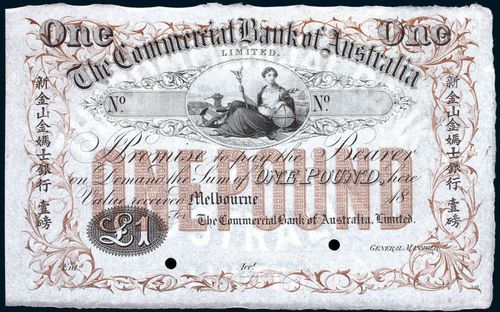 One One
The Commercial Bank of Australia
LIMITED.
No No
I Promise to pay the Bearer
on Demand the Sum of ONE POUND, here
Value received Melbourne 18
For The Commercial Bank of Australia, Limited.
ONE POUND
£1
GENERAL MANAGER
Entd. Acct.
新金山金媽士銀行 壹磅
新金山金媽士銀行 壹磅